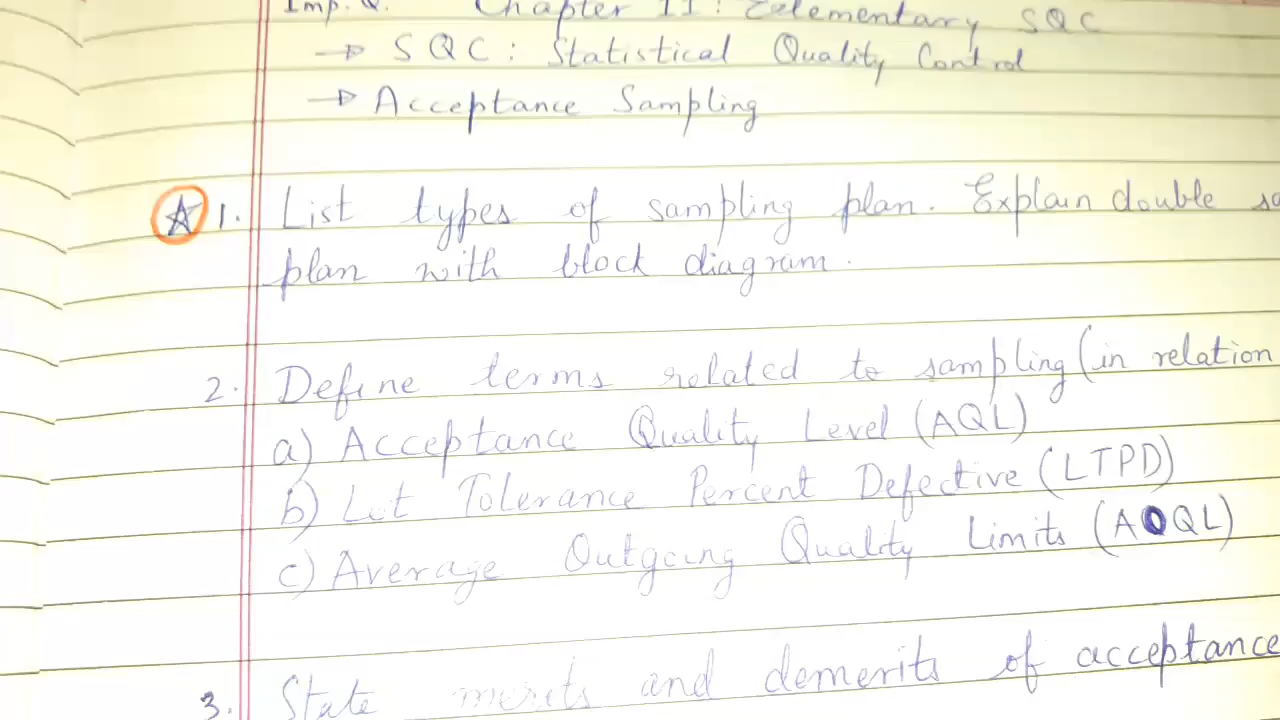 Imp. Q. Chapter II: Eelementary SQC
→ SQC: Statistical Quality Control
→ Acceptance Sampling
1. List types of sampling plan. Explain double sa
plan with block diagram.
2. Define terms related to sampling (in relation
a) Acceptance Quality Level (AQL)
b) Lot Tolerance Percent Defective (LTPD)
c) Average Outgoing Quality Limits (AOQL)
3. State merits and demerits of acceptance